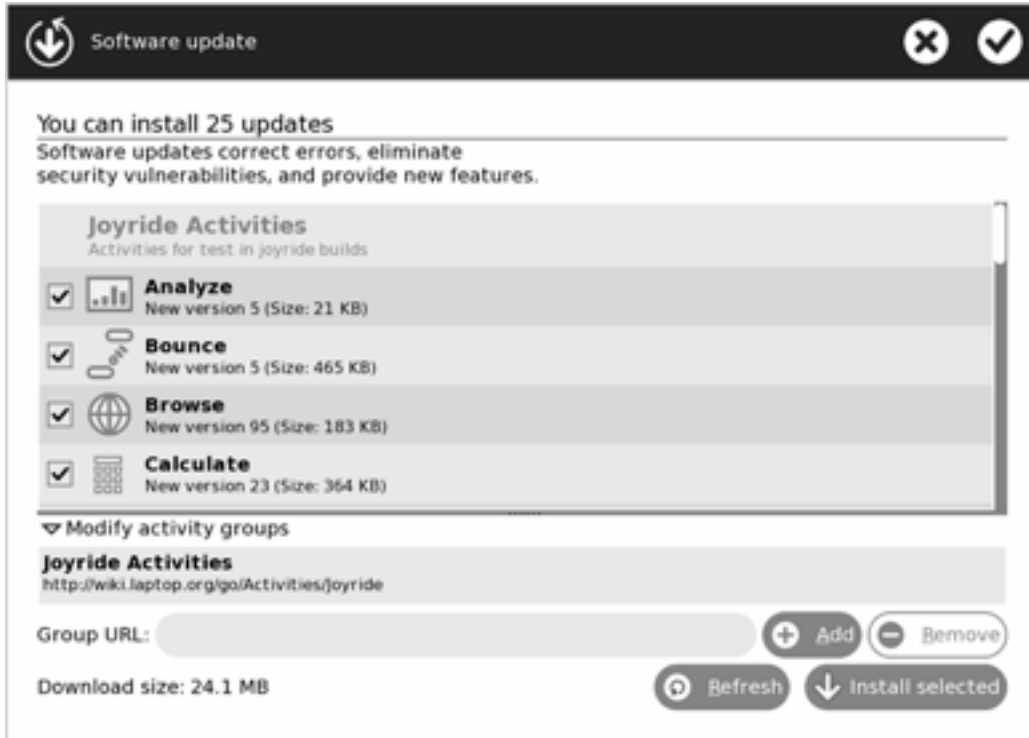 Software update
You can install 25 updates
Software updates correct errors, eliminate
security vulnerabilities, and provide new features.
Joyride Activities
Activities for test in joyride builds
Analyze
New version 5 (Size: 21 KB)
Bounce
New version 5 (Size: 465 KB)
Browse
New version 95 (Size: 183 KB)
Calculate
New version 23 (Size: 364 KB)
Modify activity groups
Joyride Activities
http://wiki.laptop.org/go/Activities/Joyride
Group URL:
Add
Remove
Download size: 24.1 MB
Refresh
Install selected